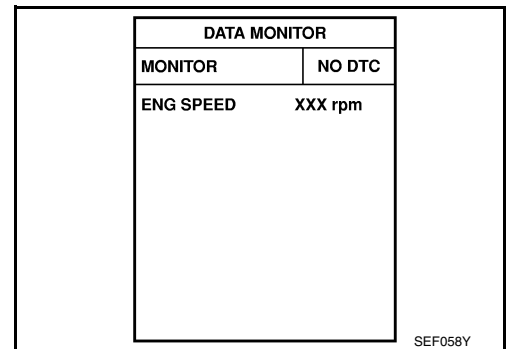 DATA MONITOR
MONITOR NO DTC
ENG SPEED XXX rpm
SEF058Y